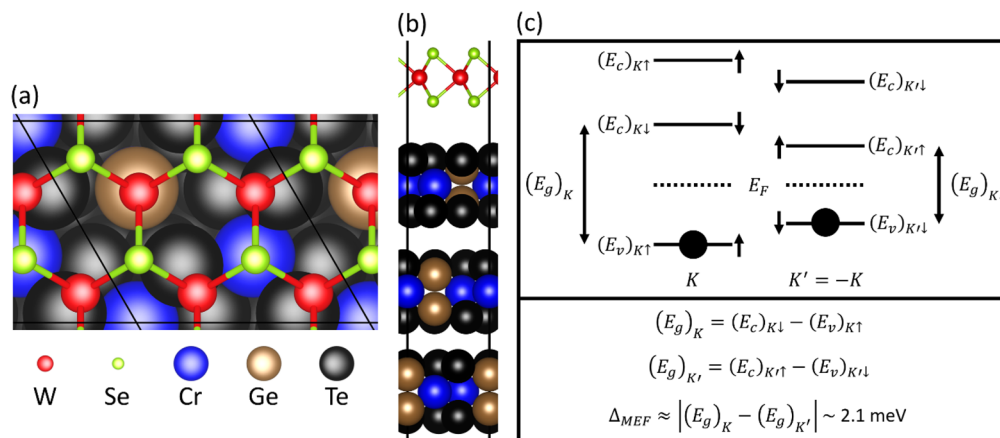 (a)
W Se Cr Ge Te
(b)
(c)
(E_c)_{K↑}
(E_c)_{K↓}
(E_g)_K
(E_v)_{K↑}
K
E_F
(E_c)_{K'↓}
(E_c)_{K'↑}
(E_g)_K
(E_v)_{K'↓}
K' = −K
(E_g)_K = (E_c)_{K↓} − (E_v)_{K↑}
(E_g)_{K'} = (E_c)_{K'↑} − (E_v)_{K'↓}
Δ_{MEF} ≈ |(E_g)_K − (E_g)_{K'}| ~ 2.1 meV